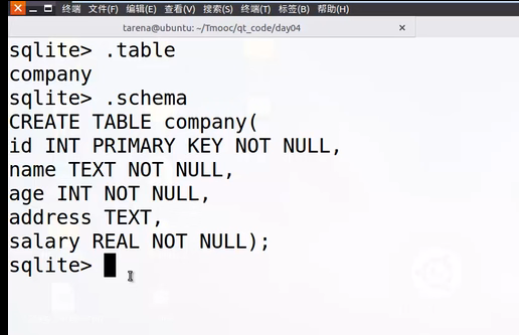 终端 文件(F) 编辑(E) 查看(V) 搜索(S) 终端(T) 标签(B) 帮助(H)
tarena@ubuntu: ~/Tmooc/qt_code/day04
sqlite> .table
company
sqlite> .schema
CREATE TABLE company(
id INT PRIMARY KEY NOT NULL,
name TEXT NOT NULL,
age INT NOT NULL,
address TEXT,
salary REAL NOT NULL);
sqlite>